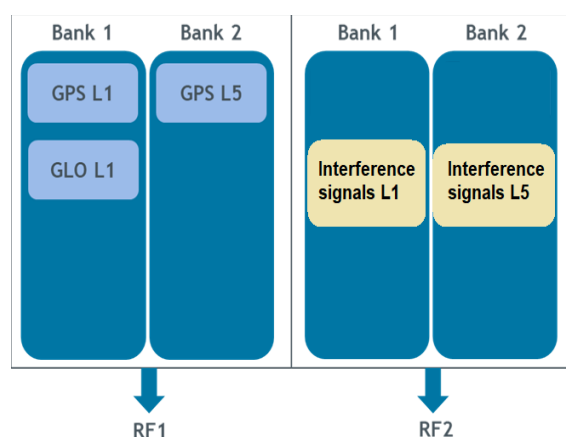 Bank 1 Bank 2 Bank 1 Bank 2
GPS L1 GPS L5
GLO L1
Interference
signals L1
Interference
signals L5
RF1 RF2